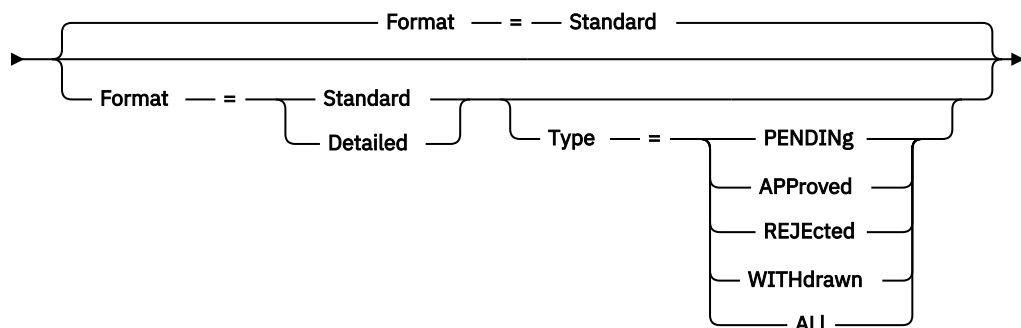 Format = Standard
Format = Standard
Detailed
Type = PENDINg
APProved
REJEcted
WITHdrawn